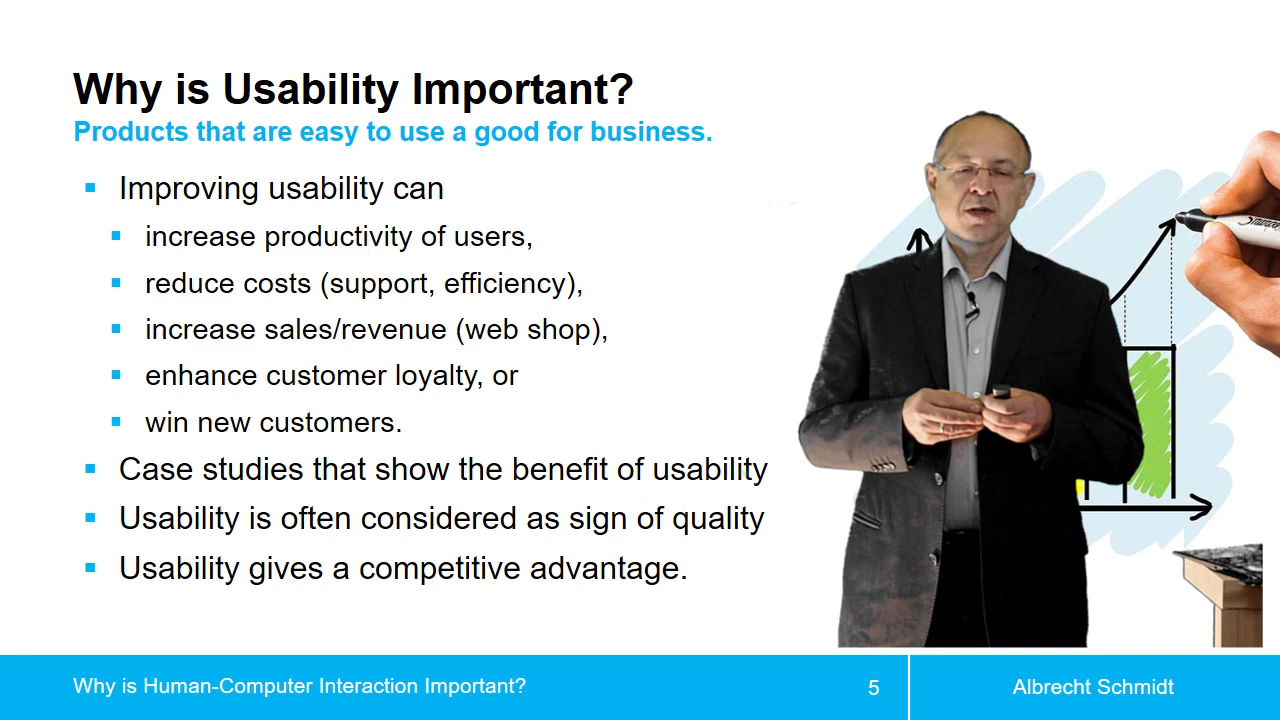 Why is Usability Important?
Products that are easy to use a good for business.
Improving usability can
increase productivity of users,
reduce costs (support, efficiency),
increase sales/revenue (web shop),
enhance customer loyalty, or
win new customers.
Case studies that show the benefit of usability
Usability is often considered as sign of quality
Usability gives a competitive advantage.
Why is Human-Computer Interaction Important?
5
Albrecht Schmidt